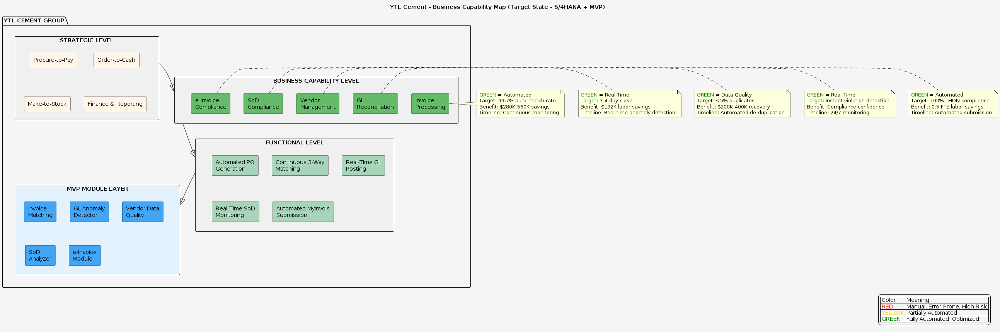 YTL Cement - Business Capability Map (Target State - S/4HANA + MVP)
YTL CEMENT GROUP
STRATEGIC LEVEL
Procure-to-Pay
Order-to-Cash
Make-to-Stock
Finance & Reporting
BUSINESS CAPABILITY LEVEL
e-Invoice
Compliance
SoD
Compliance
Vendor
Management
GL
Reconciliation
Invoice
Processing
GREEN = Automated
Target: 99.7% auto-match rate
Benefit: $280K-560K savings
Timeline: Continuous monitoring
GREEN = Real-Time
Target: 3-4 day close
Benefit: $192K labor savings
Timeline: Real-time anomaly detection
GREEN = Data Quality
Target: <5% duplicates
Benefit: $200K-400K recovery
Timeline: Automated de-duplication
GREEN = Real-Time
Target: Instant violation detection
Benefit: Compliance confidence
Timeline: 24/7 monitoring
GREEN = Automated
Target: 100% LHDN compliance
Benefit: 0.5 FTE labor savings
Timeline: Automated submission
FUNCTIONAL LEVEL
Automated PO
Generation
Continuous 3-Way
Matching
Real-Time GL
Posting
Real-Time SoD
Monitoring
Automated MyInvois
Submission
MVP MODULE LAYER
Invoice
Matching
GL Anomaly
Detector
Vendor Data
Quality
SoD
Analyzer
e-Invoice
Module
Color Meaning
RED Manual, Error-Prone, High Risk
YELLOW Partially Automated
GREEN Fully Automated, Optimized